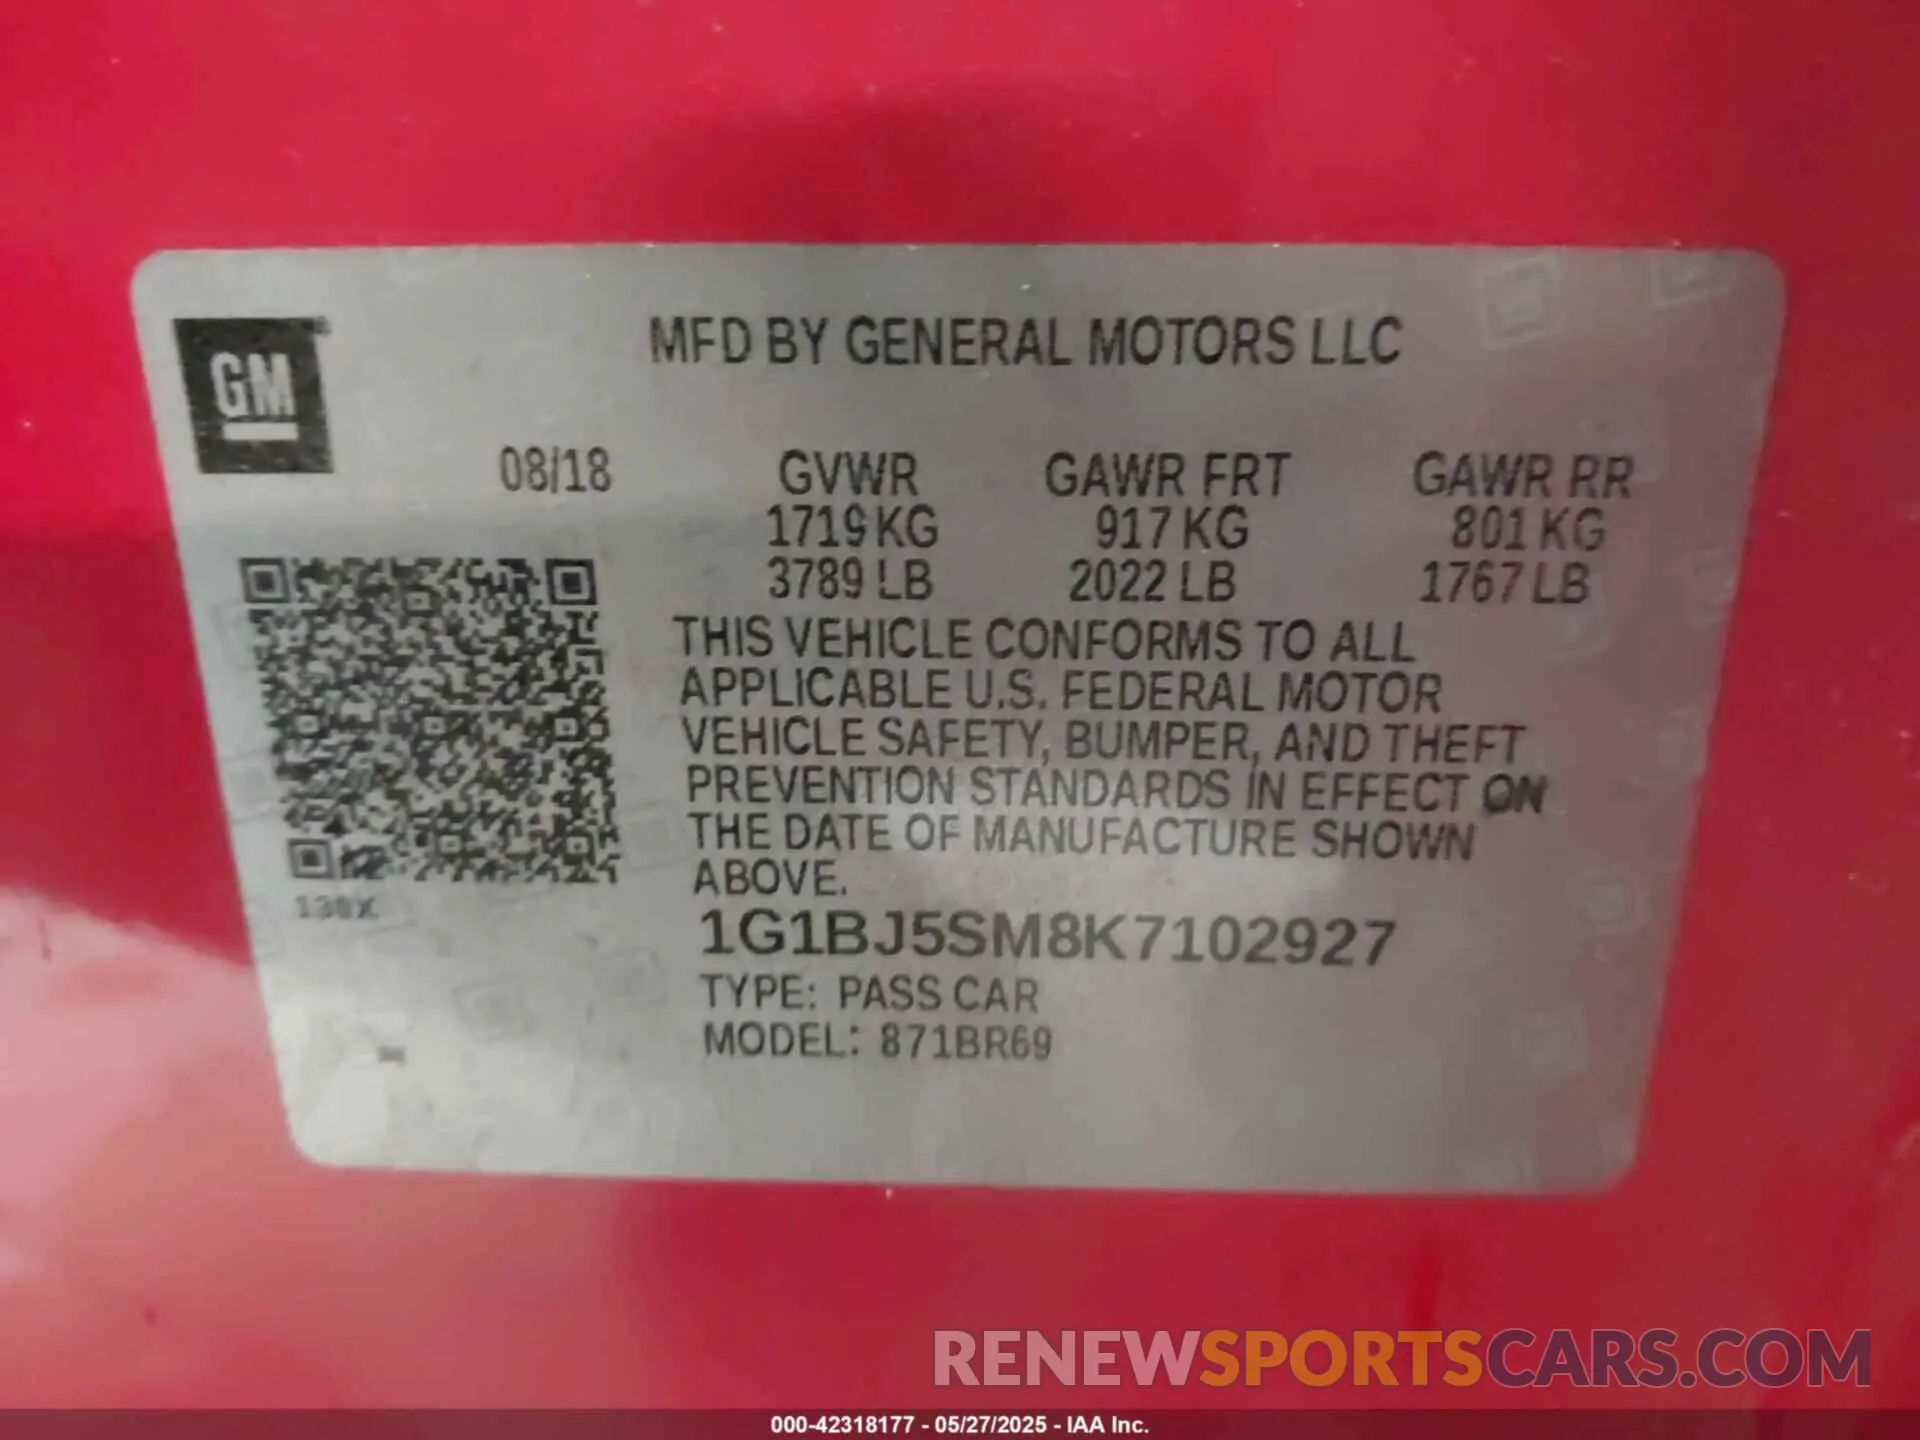 GM
MFD BY GENERAL MOTORS LLC
08/18 GVWR GAWR FRT GAWR RR
1719 KG 917 KG 801 KG
3789 LB 2022 LB 1767 LB
THIS VEHICLE CONFORMS TO ALL
APPLICABLE U.S. FEDERAL MOTOR
VEHICLE SAFETY, BUMPER, AND THEFT
PREVENTION STANDARDS IN EFFECT ON
THE DATE OF MANUFACTURE SHOWN
ABOVE.
1G1BJ5SM8K7102927
TYPE: PASS CAR
MODEL: 871BR69
RENEWSPORTSCARS.COM
000-42318177 - 05/27/2025 - IAA Inc.